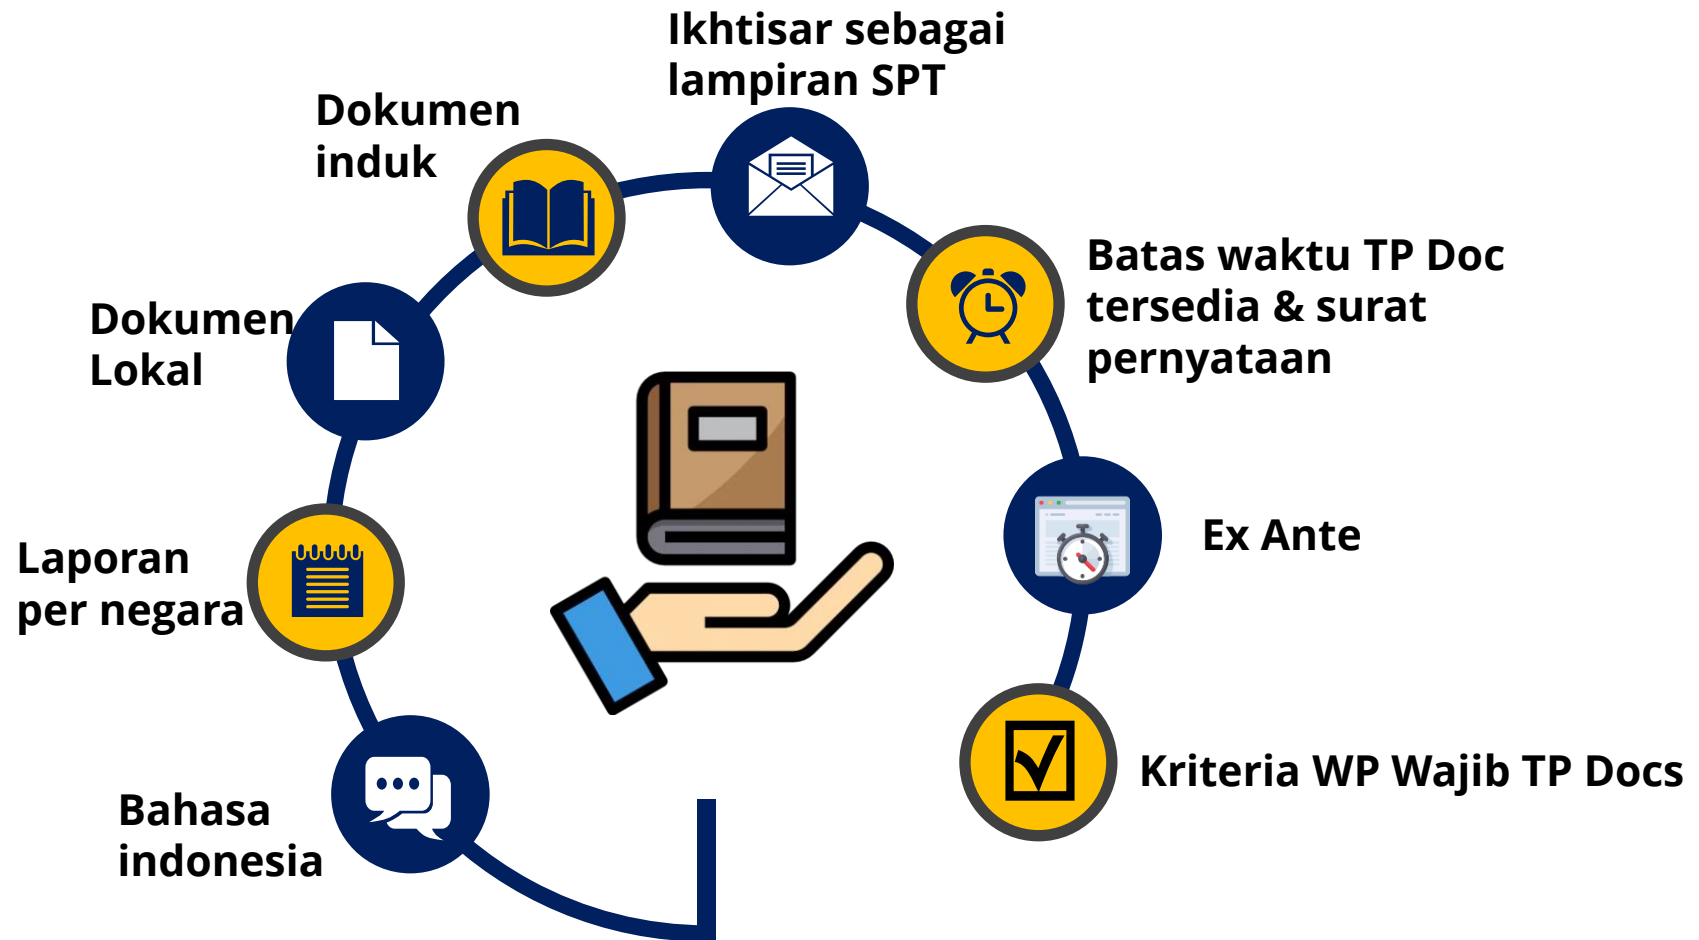 Ikhtisar sebagai
lampiran SPT
Dokumen
induk
Batas waktu TP Doc
tersedia & surat
pernyataan
Dokumen
Lokal
Ex Ante
Laporan
per negara
Kriteria WP Wajib TP Docs
Bahasa
indonesia